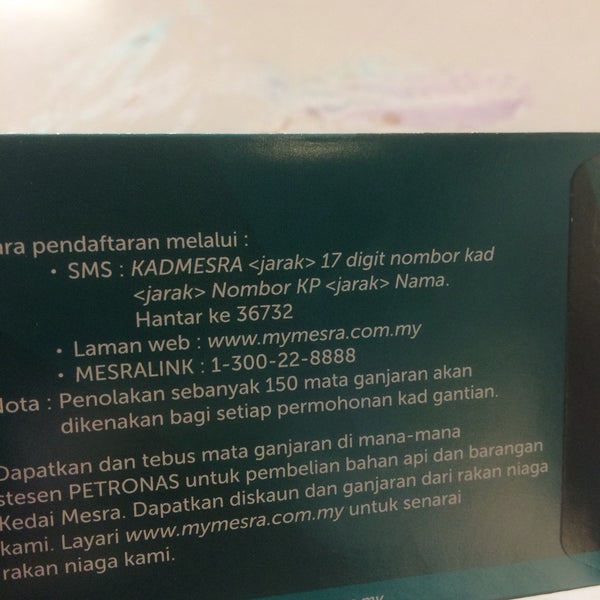 ara pendaftaran melalui :
• SMS : KADMESRA <jarak> 17 digit nombor kad
<jarak> Nombor KP <jarak> Nama.
Hantar ke 36732
• Laman web : www.mymesra.com.my
• MESRALINK : 1-300-22-8888
Nota : Penolakan sebanyak 150 mata ganjaran akan
dikenakan bagi setiap permohonan kad gantian.
Dapatkan dan tebus mata ganjaran di mana-mana
stesen PETRONAS untuk pembelian bahan api dan barangan
Kedai Mesra. Dapatkan diskaun dan ganjaran dari rakan niaga
kami. Layari www.mymesra.com.my untuk senarai
rakan niaga kami.